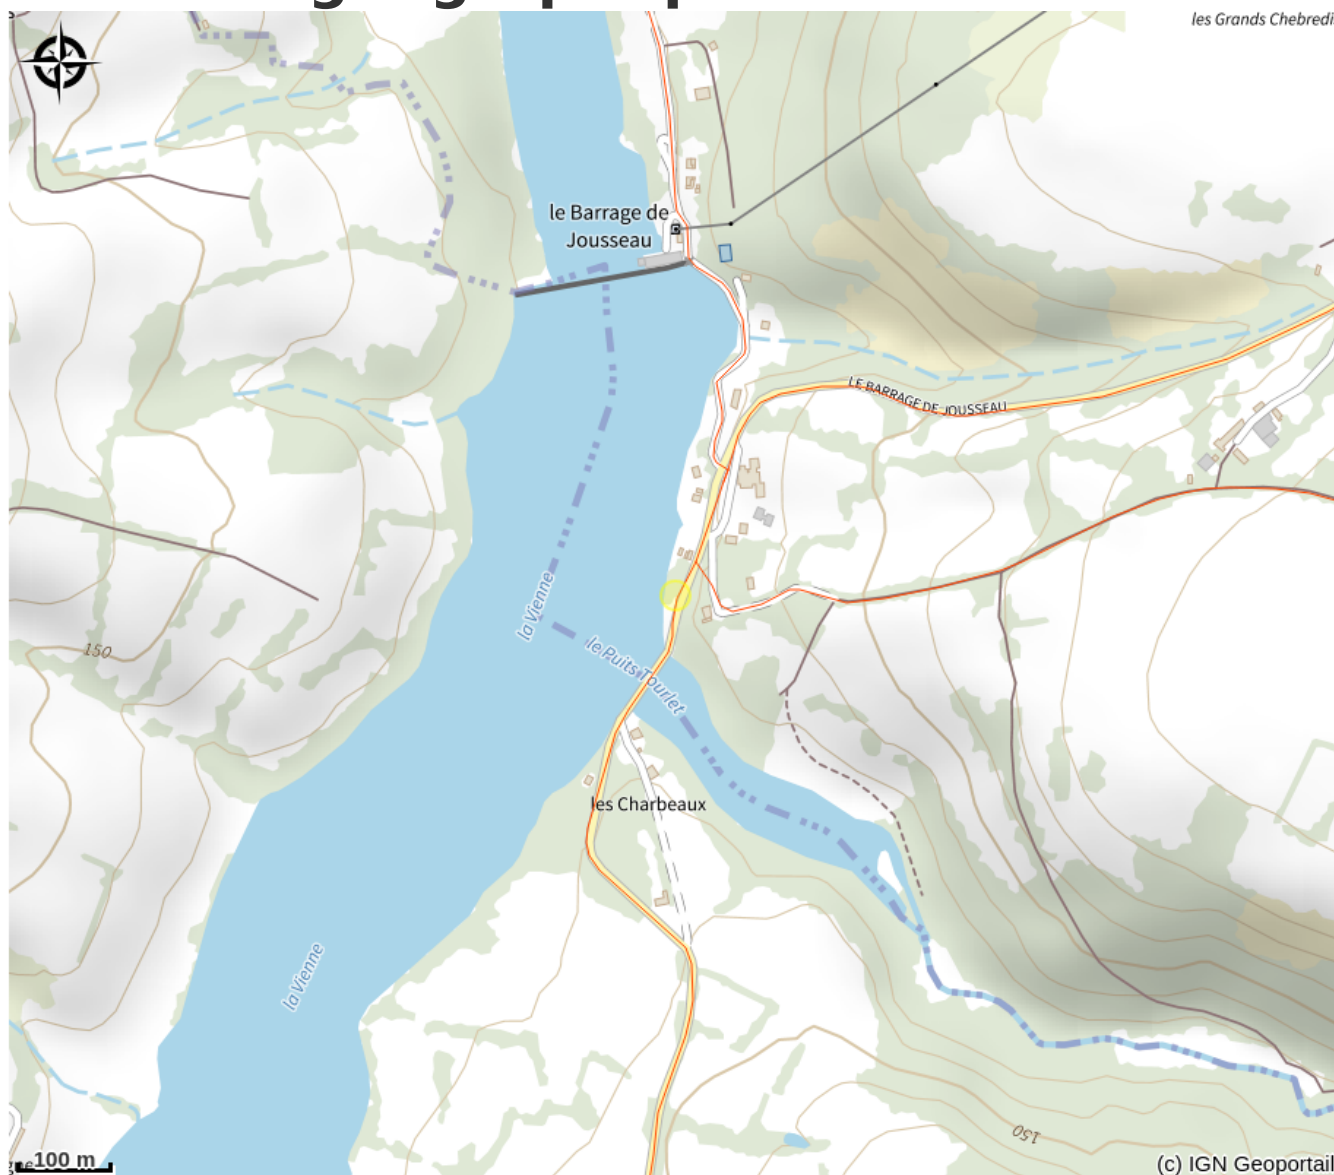 les Grands Chebredi
le Barrage de
Jousseau
LE BARRAGE DE JOUSSEAU
la Vienne
le Puits Tourlet
150
les Charbeaux
la Vienne
150
100 m
(c) IGN Geoportail